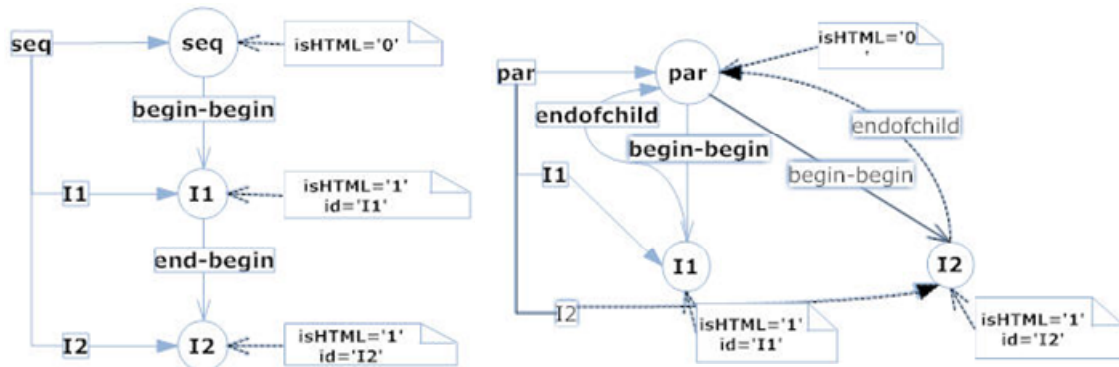 seq
seq
isHTML='0'
begin-begin
I1
I1
isHTML='1'
id='I1'
end-begin
I2
I2
isHTML='1'
id='I2'
par
par
isHTML='0
'
endofchild
endofchild
begin-begin
begin-begin
I1
I1
I2
I2
isHTML='1'
id='I1'
isHTML='1'
id='I2'